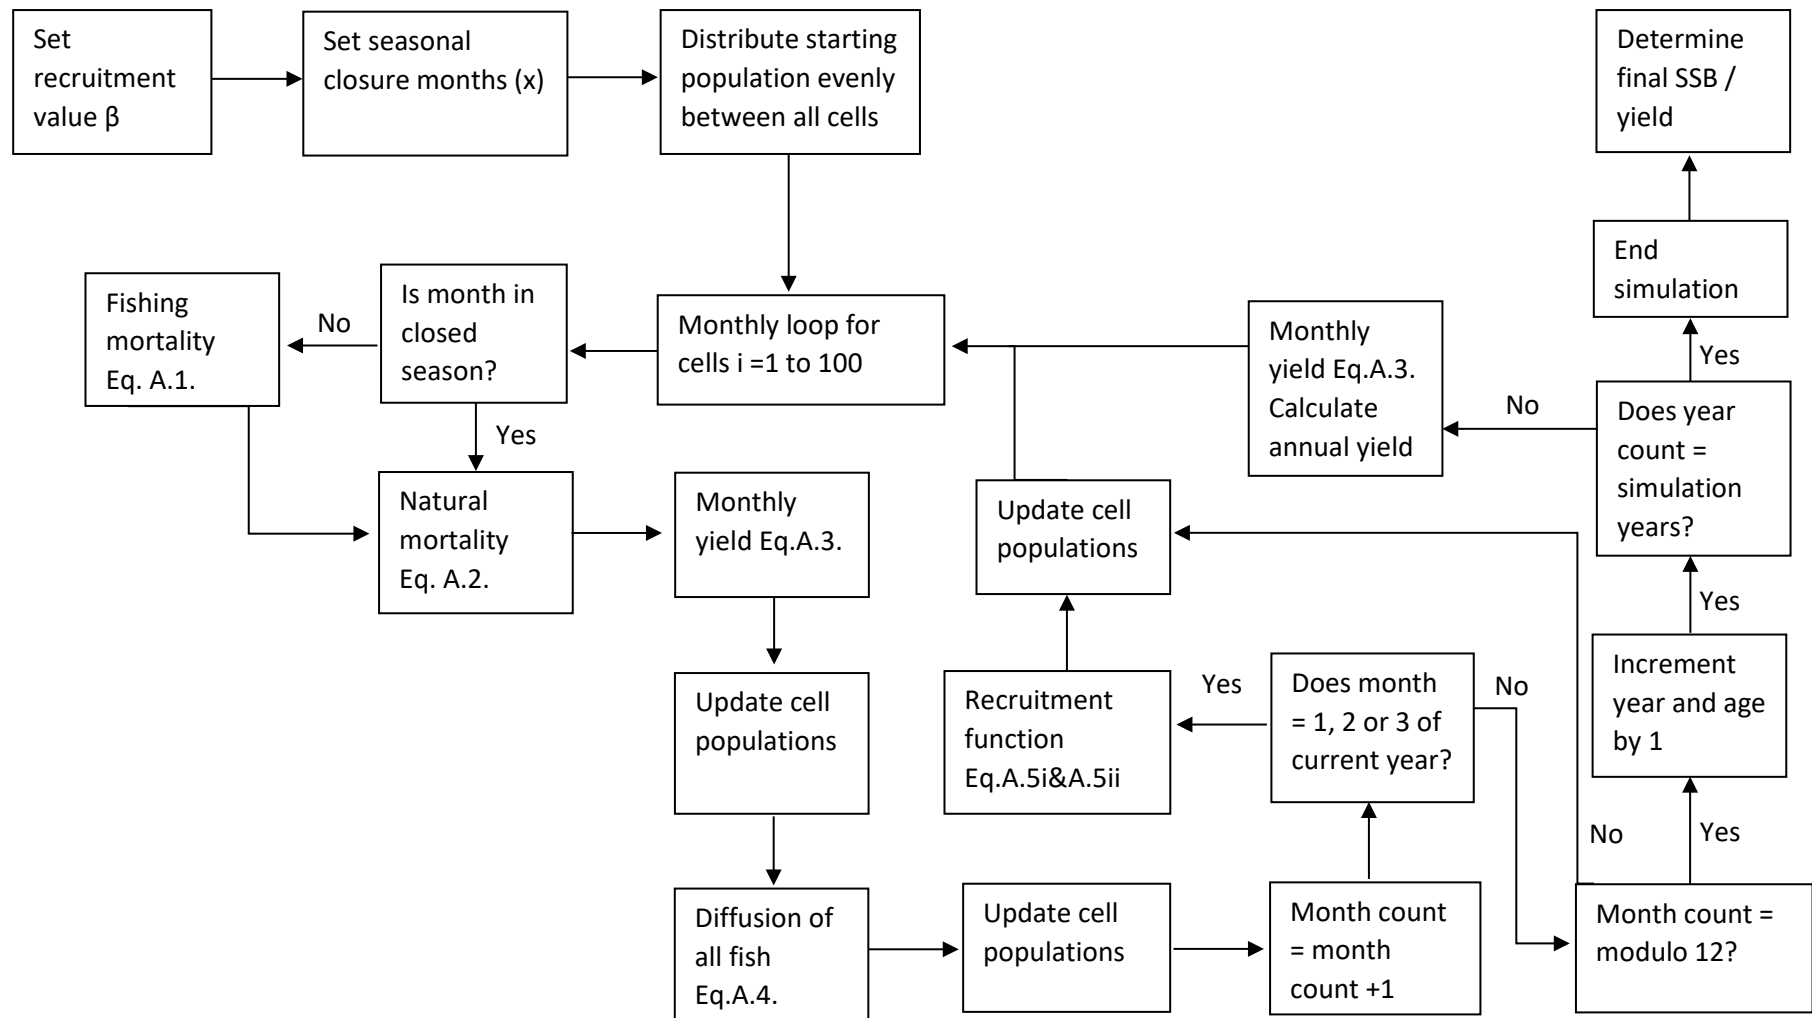 Set
recruitment
value β
Set seasonal
closure months (x)
Distribute starting
population evenly
between all cells
Determine
final SSB /
yield
End
simulation
Yes
Fishing
mortality
Eq. A.1.
No
Is month in
closed
season?
Yes
Monthly loop for
cells i =1 to 100
Monthly
yield Eq.A.3.
Calculate
annual yield
No
Does year
count =
simulation
years?
Natural
mortality
Eq. A.2.
Monthly
yield Eq.A.3.
Update cell
populations
Yes
Update cell
populations
Recruitment
function
Eq.A.5i&A.5ii
Yes
Does month
= 1, 2 or 3 of
current year?
No
Increment
year and age
by 1
No
Yes
Diffusion of
all fish
Eq.A.4.
Update cell
populations
Month count
= month
count +1
Month count =
modulo 12?